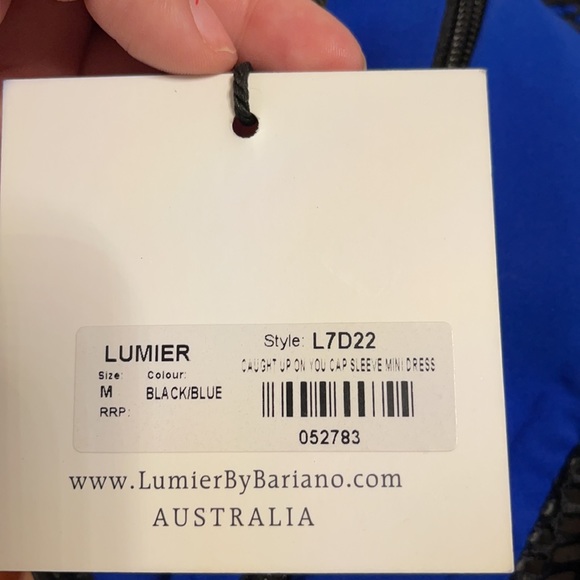 LUMIER
Style: L7D22
CAUGHT UP ON YOU CAP SLEEVE MINI DRESS
Size: Colour:
M BLACK/BLUE
RRP:
052783
www.LumierByBariano.com
AUSTRALIA